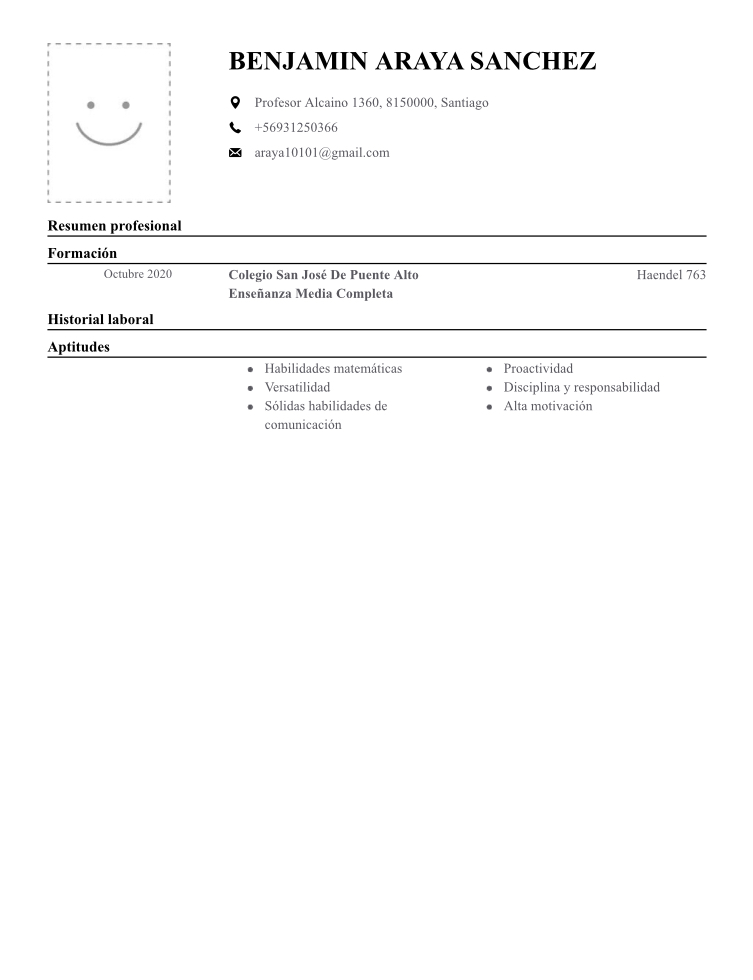 BENJAMIN ARAYA SANCHEZ
Profesor Alcaino 1360, 8150000, Santiago
+56931250366
araya10101@gmail.com
Resumen profesional
Formación
Octubre 2020 Colegio San José De Puente Alto Haendel 763
Enseñanza Media Completa
Historial laboral
Aptitudes
• Habilidades matemáticas
• Versatilidad
• Sólidas habilidades de
comunicación
• Proactividad
• Disciplina y responsabilidad
• Alta motivación